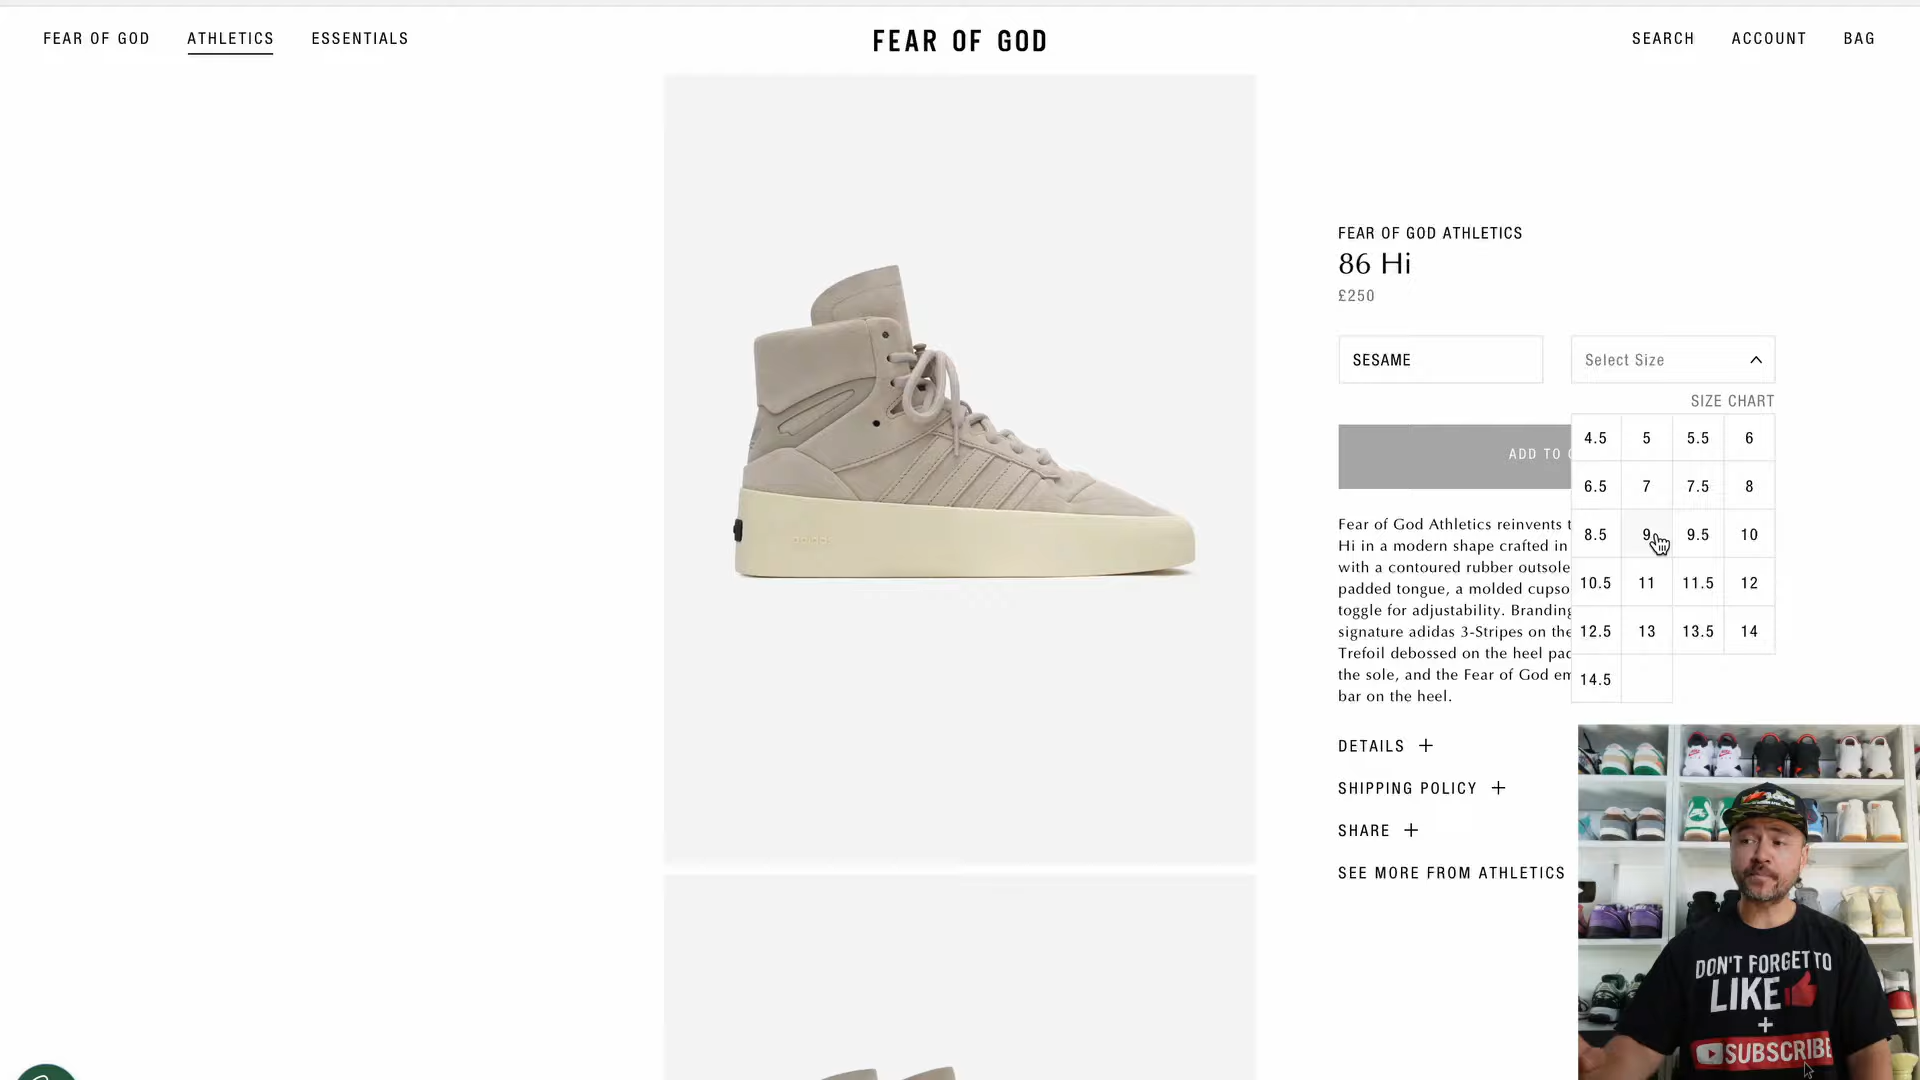 FEAR OF GOD
ATHLETICS
ESSENTIALS
FEAR OF GOD
SEARCH
ACCOUNT
BAG
FEAR OF GOD ATHLETICS
86 Hi
£250
SESAME
Select Size
SIZE CHART
4.5 5 5.5 6
6.5 7 7.5 8
8.5 9 9.5 10
10.5 11 11.5 12
12.5 13 13.5 14
14.5
ADD TO
Fear of God Athletics reinvents
Hi in a modern shape crafted in
with a contoured rubber outsole
padded tongue, a molded
toggle for adjustability. Branding
signature adidas 3-Stripes on the
Trefoil debossed on the heel
the sole, and the Fear of God
bar on the heel.
DETAILS +
SHIPPING POLICY +
SHARE +
SEE MORE FROM ATHLETICS
adidas
DON'T FORGET TO
LIKE
+
SUBSCRIBE